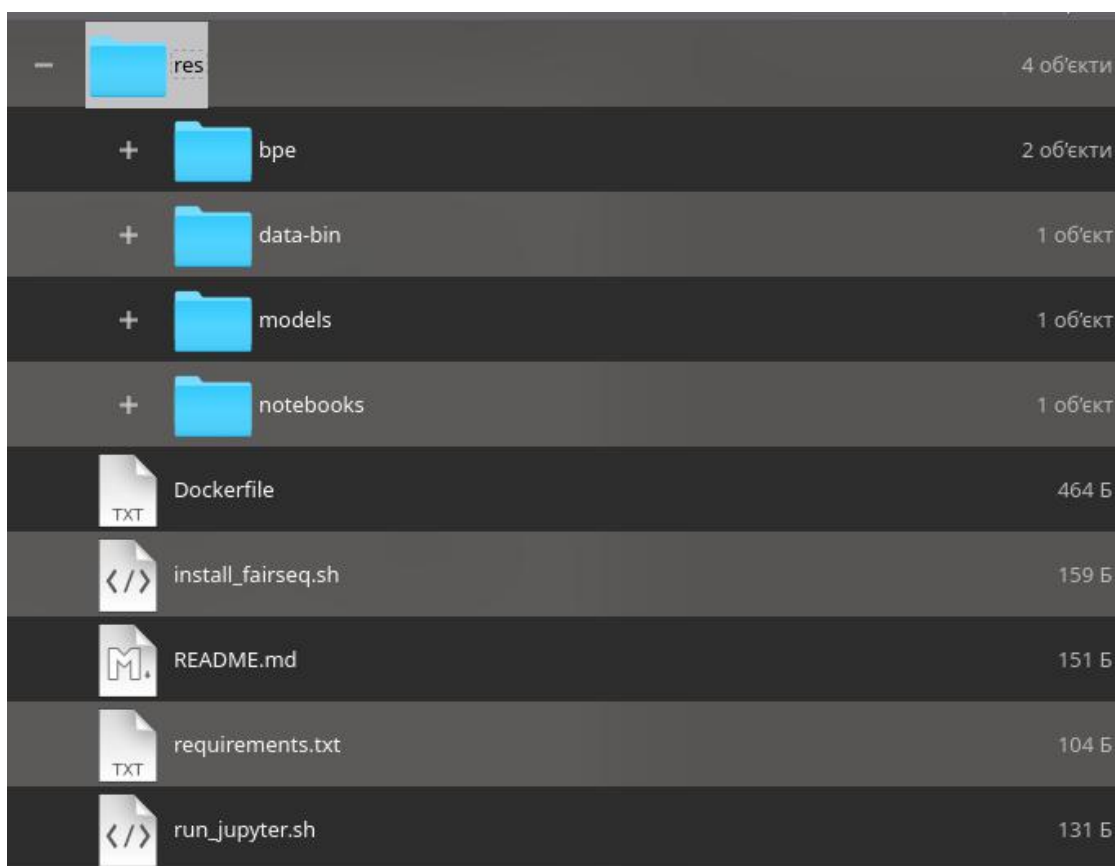 res 4 об’єкти
bpe 2 об’єкти
data-bin 1 об’єкт
models 1 об’єкт
notebooks 1 об’єкт
TXT Dockerfile 464 Б
</> install_fairseq.sh 159 Б
M README.md 151 Б
TXT requirements.txt 104 Б
</> run_jupyter.sh 131 Б